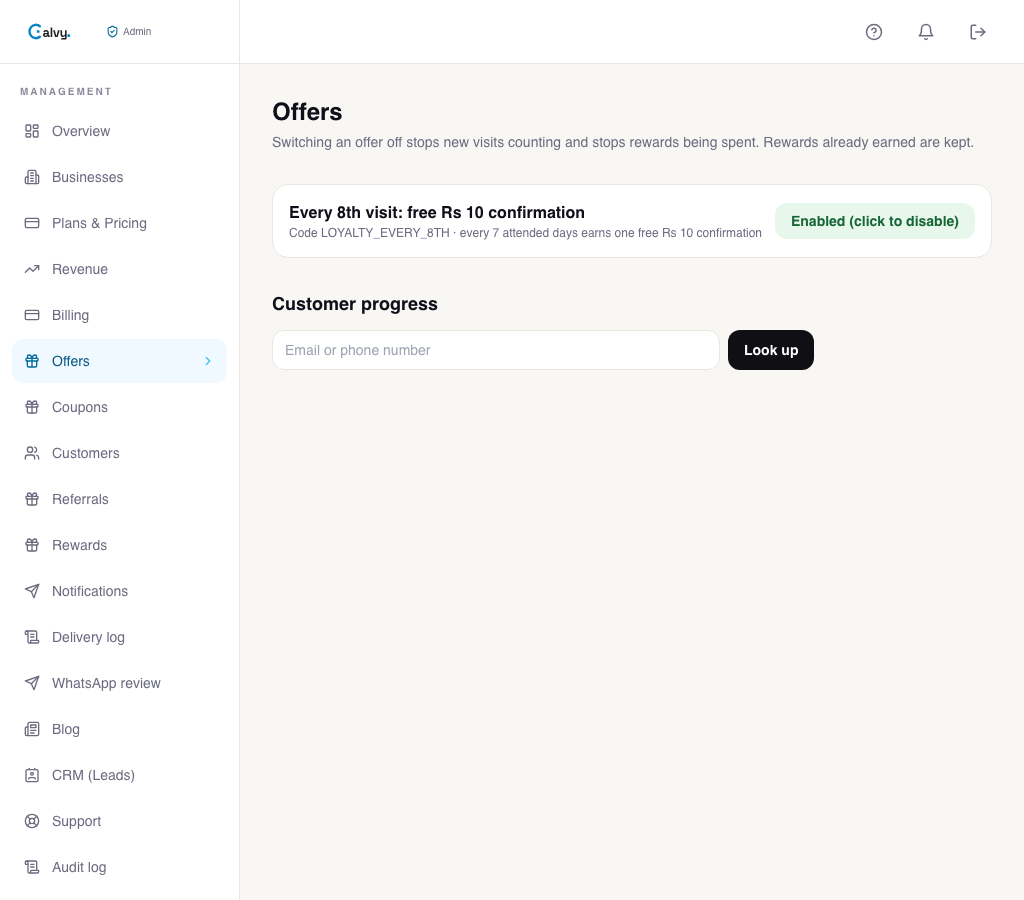 Calvy.
Admin
MANAGEMENT
Overview
Businesses
Plans & Pricing
Revenue
Billing
Offers
Coupons
Customers
Referrals
Rewards
Notifications
Delivery log
WhatsApp review
Blog
CRM (Leads)
Support
Audit log
Offers
Switching an offer off stops new visits counting and stops rewards being spent. Rewards already earned are kept.
Every 8th visit: free Rs 10 confirmation
Code LOYALTY_EVERY_8TH · every 7 attended days earns one free Rs 10 confirmation
Enabled (click to disable)
Customer progress
Email or phone number
Look up